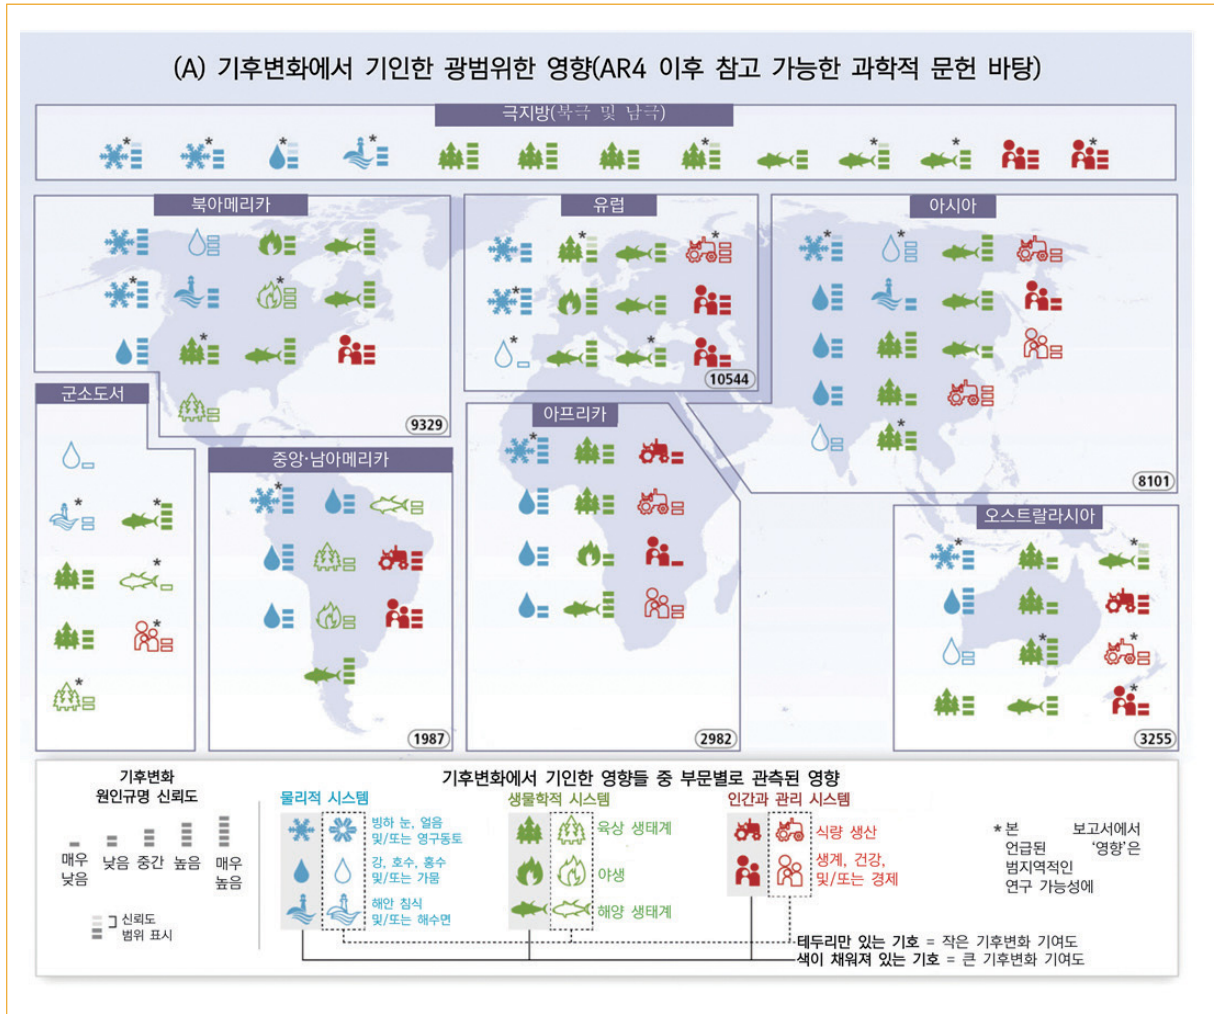 (A) 기후변화에서 기인한 광범위한 영향(AR4 이후 참고 가능한 과학적 문헌 바탕)
극지방(북극 및 남극)
북아메리카
유럽
아시아
10544
군소도서
9329
아프리카
중앙·남아메리카
8101
오스트랄라시아
1987
2982
3255
기후변화
원인규명 신뢰도
매우
낮음
낮음
중간
높음
매우
높음
신뢰도
범위 표시
기후변화에서 기인한 영향들 중 부문별로 관측된 영향
물리적 시스템
빙하 눈, 얼음
및/또는 영구동토
강, 호수, 홍수
및/또는 가뭄
해안 침식
및/또는 해수면
생물학적 시스템
육상 생태계
야생
해양 생태계
인간과 관리 시스템
식량 생산
생계, 건강,
및/또는 경제
*본 보고서에서
언급된 '영향'은
범지역적인
연구 가능성에
테두리만 있는 기호 = 작은 기후변화 기여도
색이 채워져 있는 기호 = 큰 기후변화 기여도